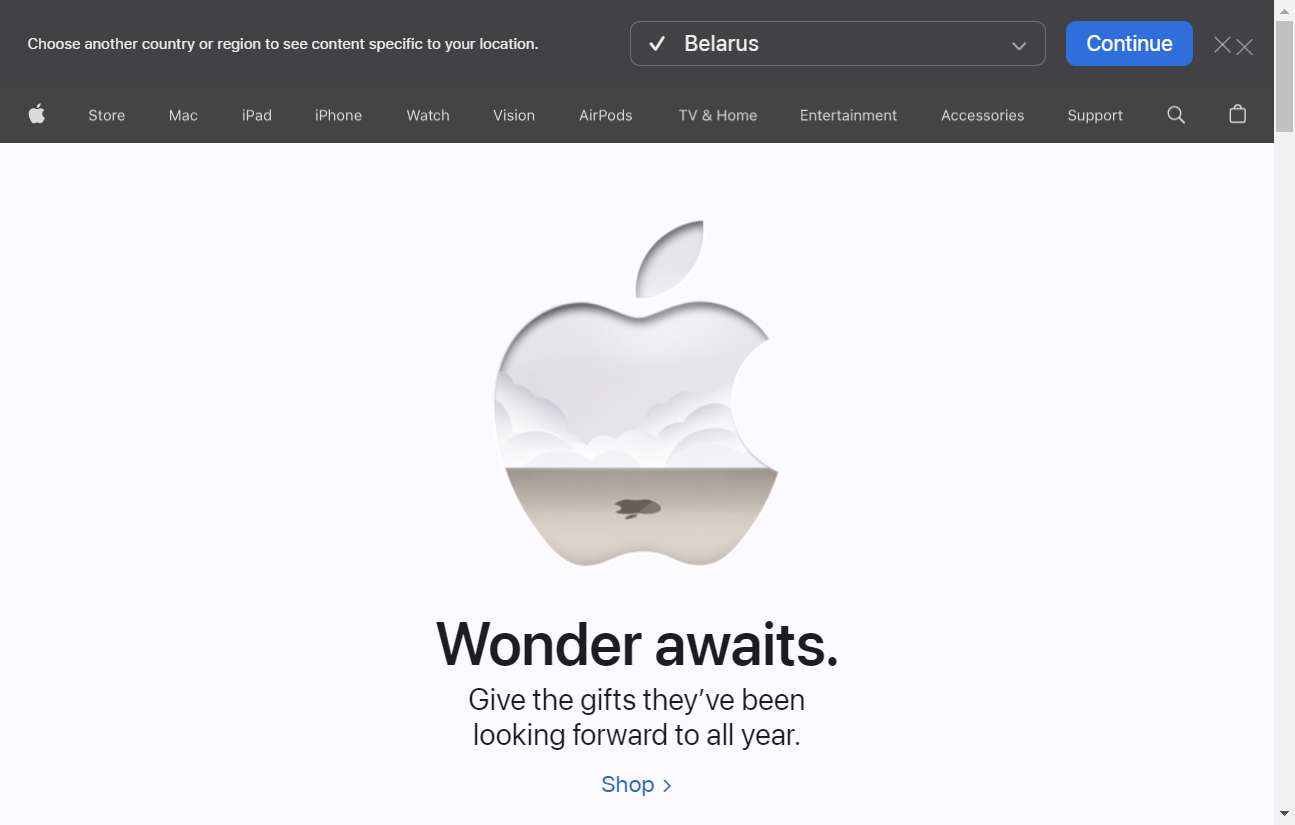 Choose another country or region to see content specific to your location.
Belarus
Continue
Store Mac iPad iPhone Watch Vision AirPods TV & Home Entertainment Accessories Support
Wonder awaits.
Give the gifts they’ve been
looking forward to all year.
Shop